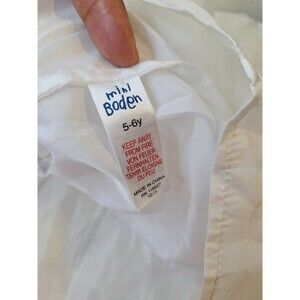 mini
Boden
5-6y
KEEP AWAY
FROM FIRE
VON FEUER
FERNHALTEN
TENIR ELOIGNE
DU FEU
MADE IN CHINA